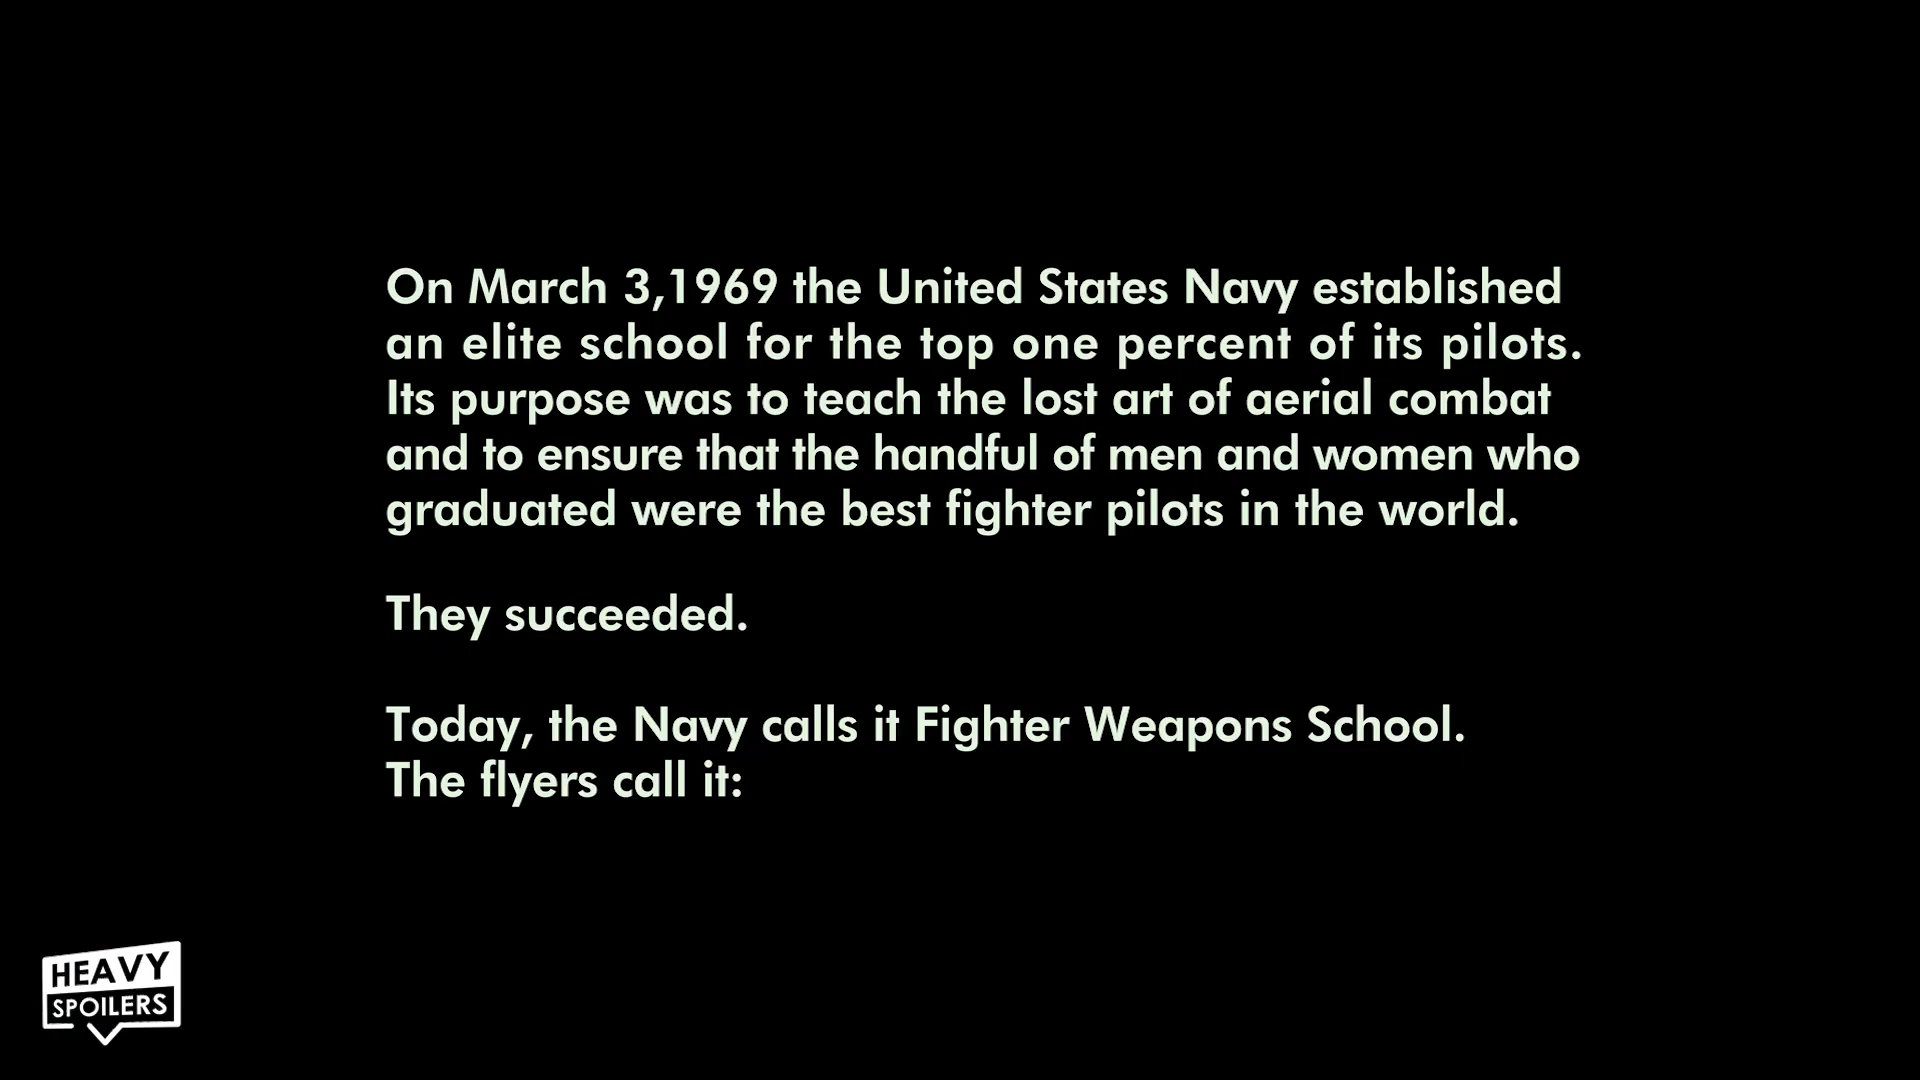 On March 3,1969 the United States Navy established
an elite school for the top one percent of its pilots.
Its purpose was to teach the lost art of aerial combat
and to ensure that the handful of men and women who
graduated were the best fighter pilots in the world.
They succeeded.
Today, the Navy calls it Fighter Weapons School.
The flyers call it:
HEAVY
SPOILERS